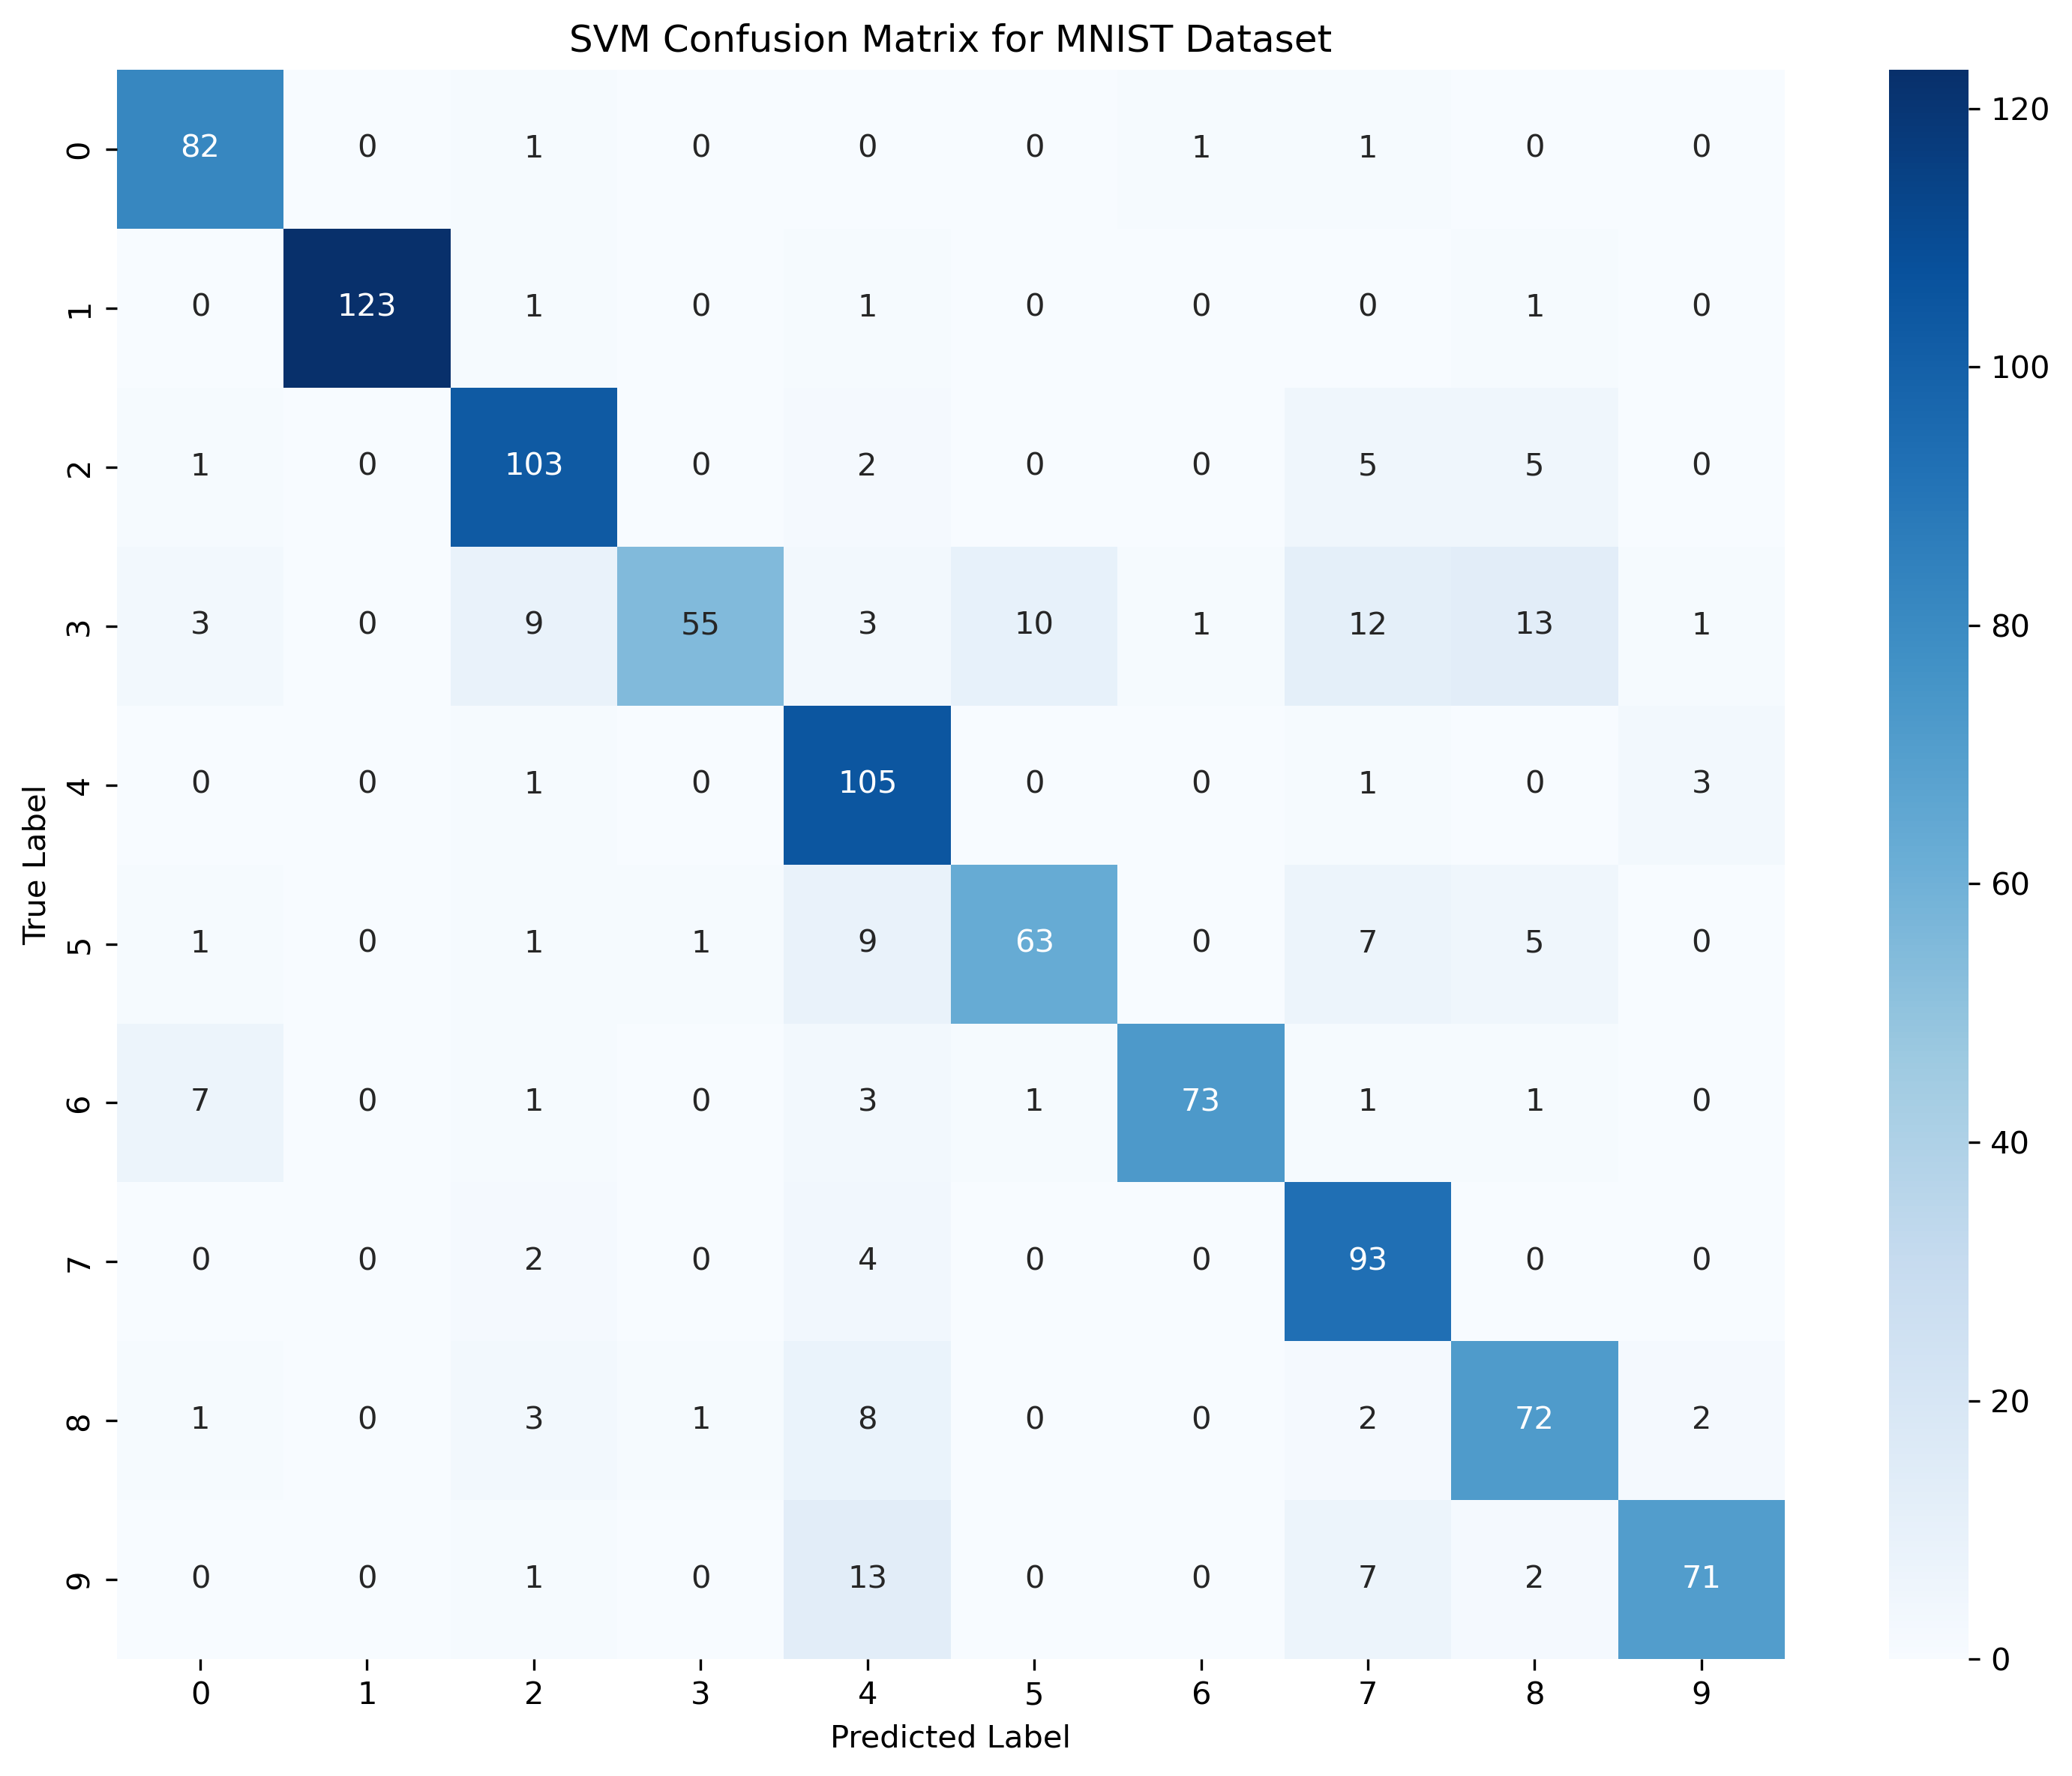 SVM Confusion Matrix for MNIST Dataset
0 82 0 1 0 0 0 1 1 0 0
1 0 123 1 0 1 0 0 0 1 0
2 1 0 103 0 2 0 0 5 5 0
3 3 0 9 55 3 10 1 12 13 1
4 0 0 1 0 105 0 0 1 0 3
5 1 0 1 1 9 63 0 7 5 0
6 7 0 1 0 3 1 73 1 1 0
7 0 0 2 0 4 0 0 93 0 0
8 1 0 3 1 8 0 0 2 72 2
9 0 0 1 0 13 0 0 7 2 71
0 1 2 3 4 5 6 7 8 9
Predicted Label
True Label
120
100
80
60
40
20
0